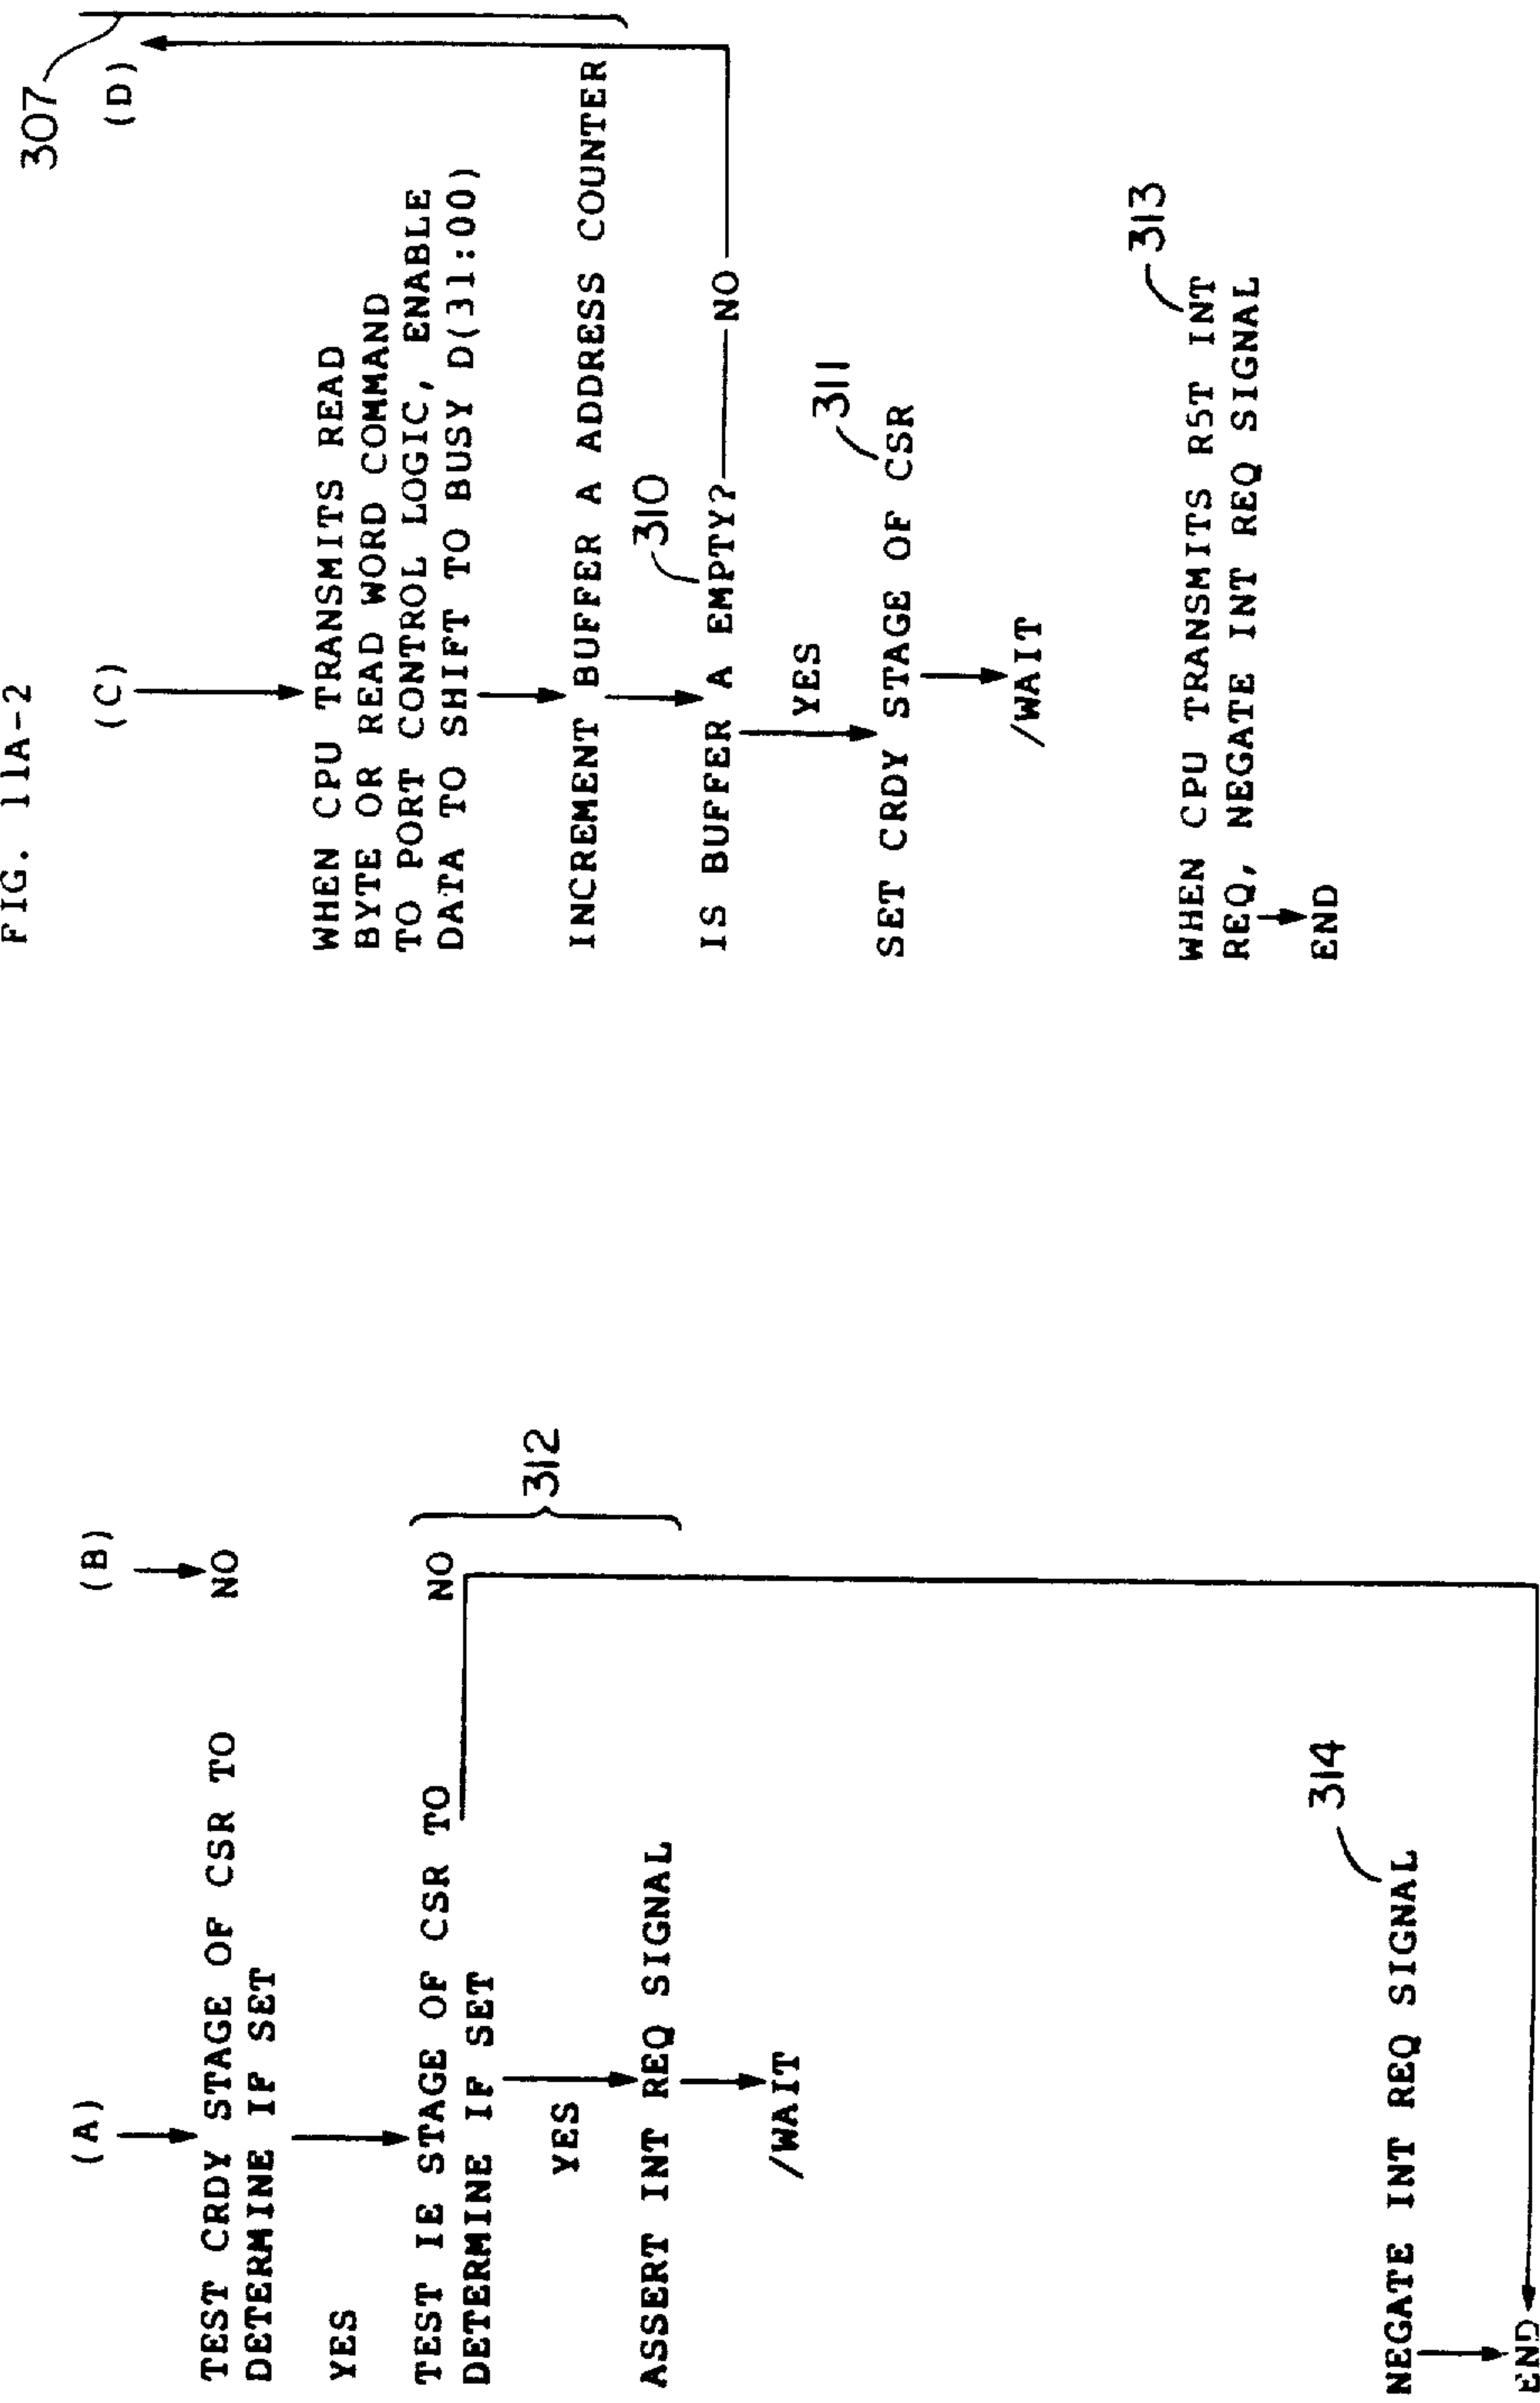 FIG. 11A-2
(A)
TEST CRDY STAGE OF CSR TO
DETERMINE IF SET
YES
(B)
NO
TEST IE STAGE OF CSR TO
DETERMINE IF SET
NO
YES
312
ASSERT INT REQ SIGNAL
/WAIT
314
NEGATE INT REQ SIGNAL
END
307
(C)
(D)
WHEN CPU TRANSMITS READ
BYTE OR READ WORD COMMAND
TO PORT CONTROL LOGIC, ENABLE
DATA TO SHIFT TO BUSY D(31:00)
INCREMENT BUFFER A ADDRESS COUNTER
310
IS BUFFER A EMPTY? NO
YES
311
SET CRDY STAGE OF CSR
/WAIT
313
WHEN CPU TRANSMITS RST INT
REQ, NEGATE INT REQ SIGNAL
END